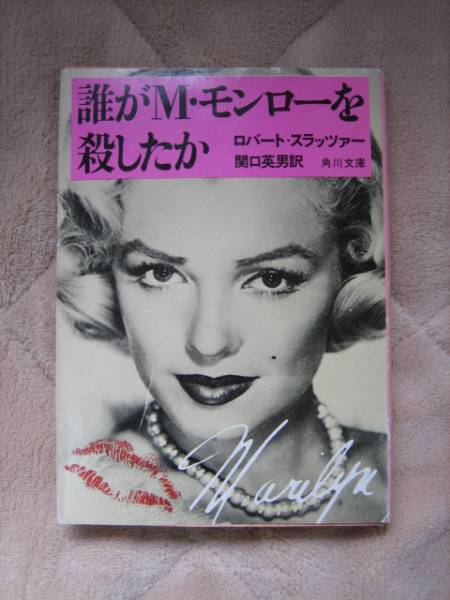 誰がM・モンローを
殺したか
ロバート・スラッツァー
関口英男訳 角川文庫
Marilyn